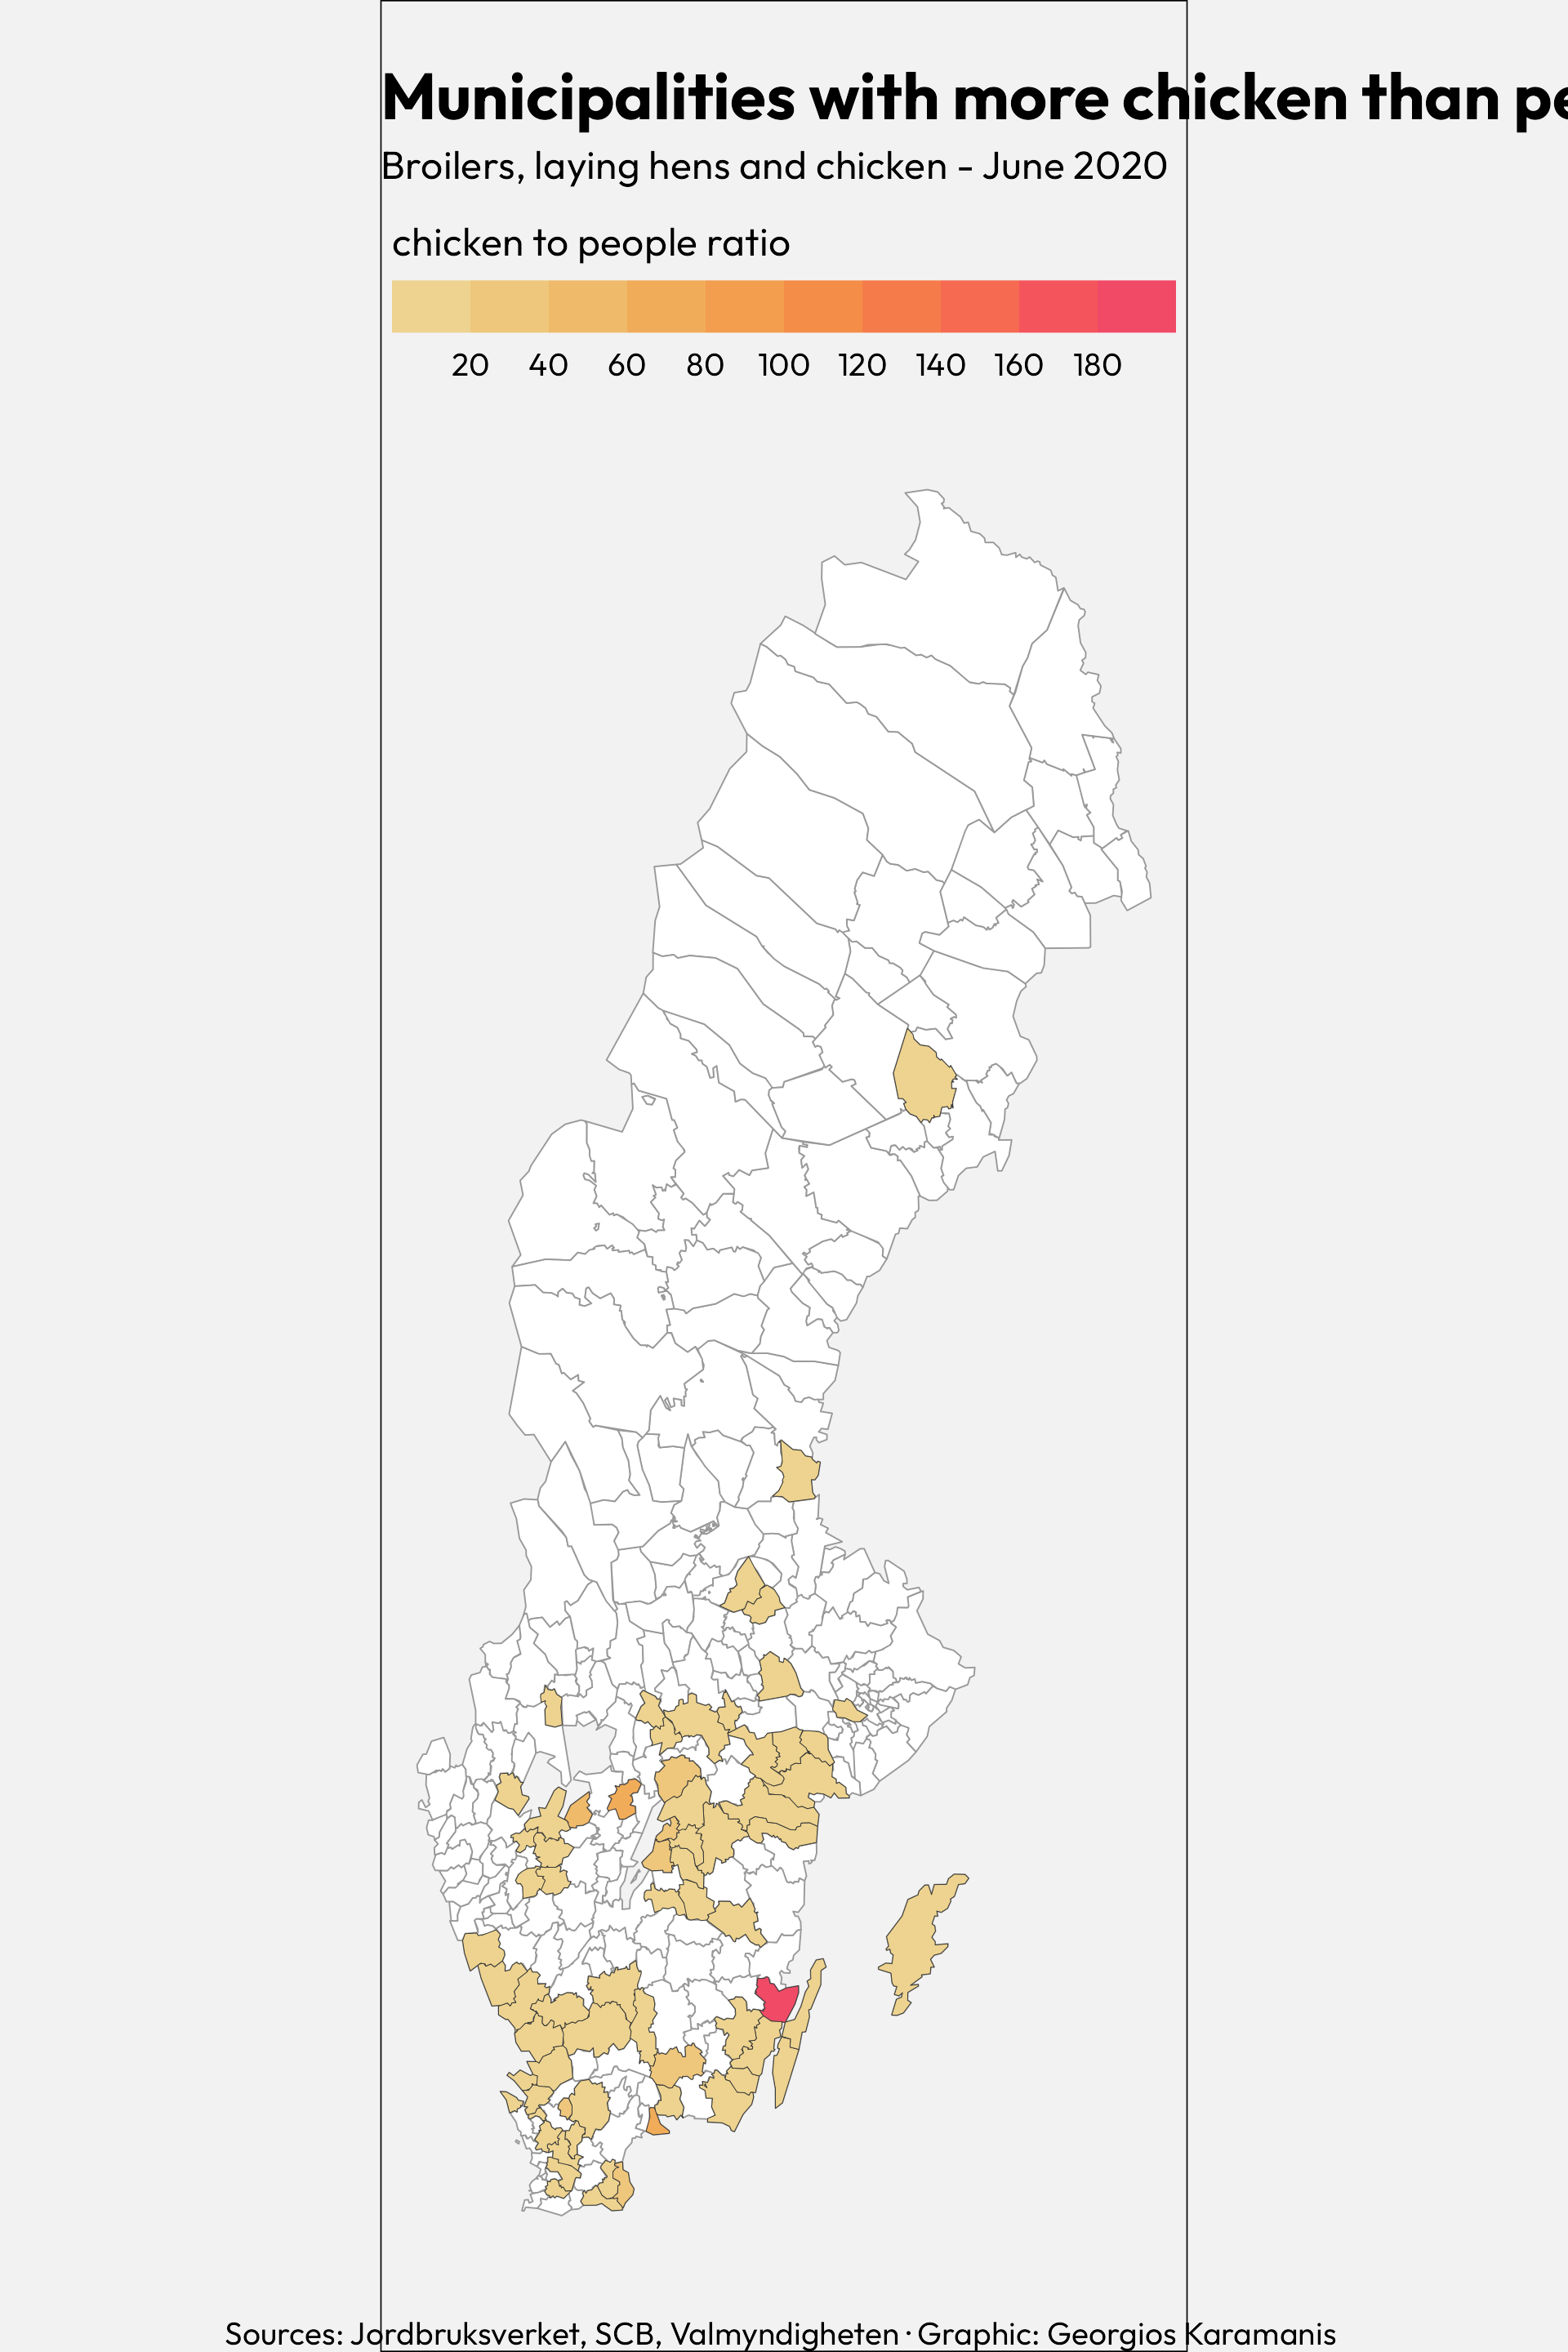 Municipalities with more chicken than pe
Broilers, laying hens and chicken - June 2020
chicken to people ratio
20 40 60 80 100 120 140 160 180
Sources: Jordbruksverket, SCB, Valmyndigheten · Graphic: Georgios Karamanis